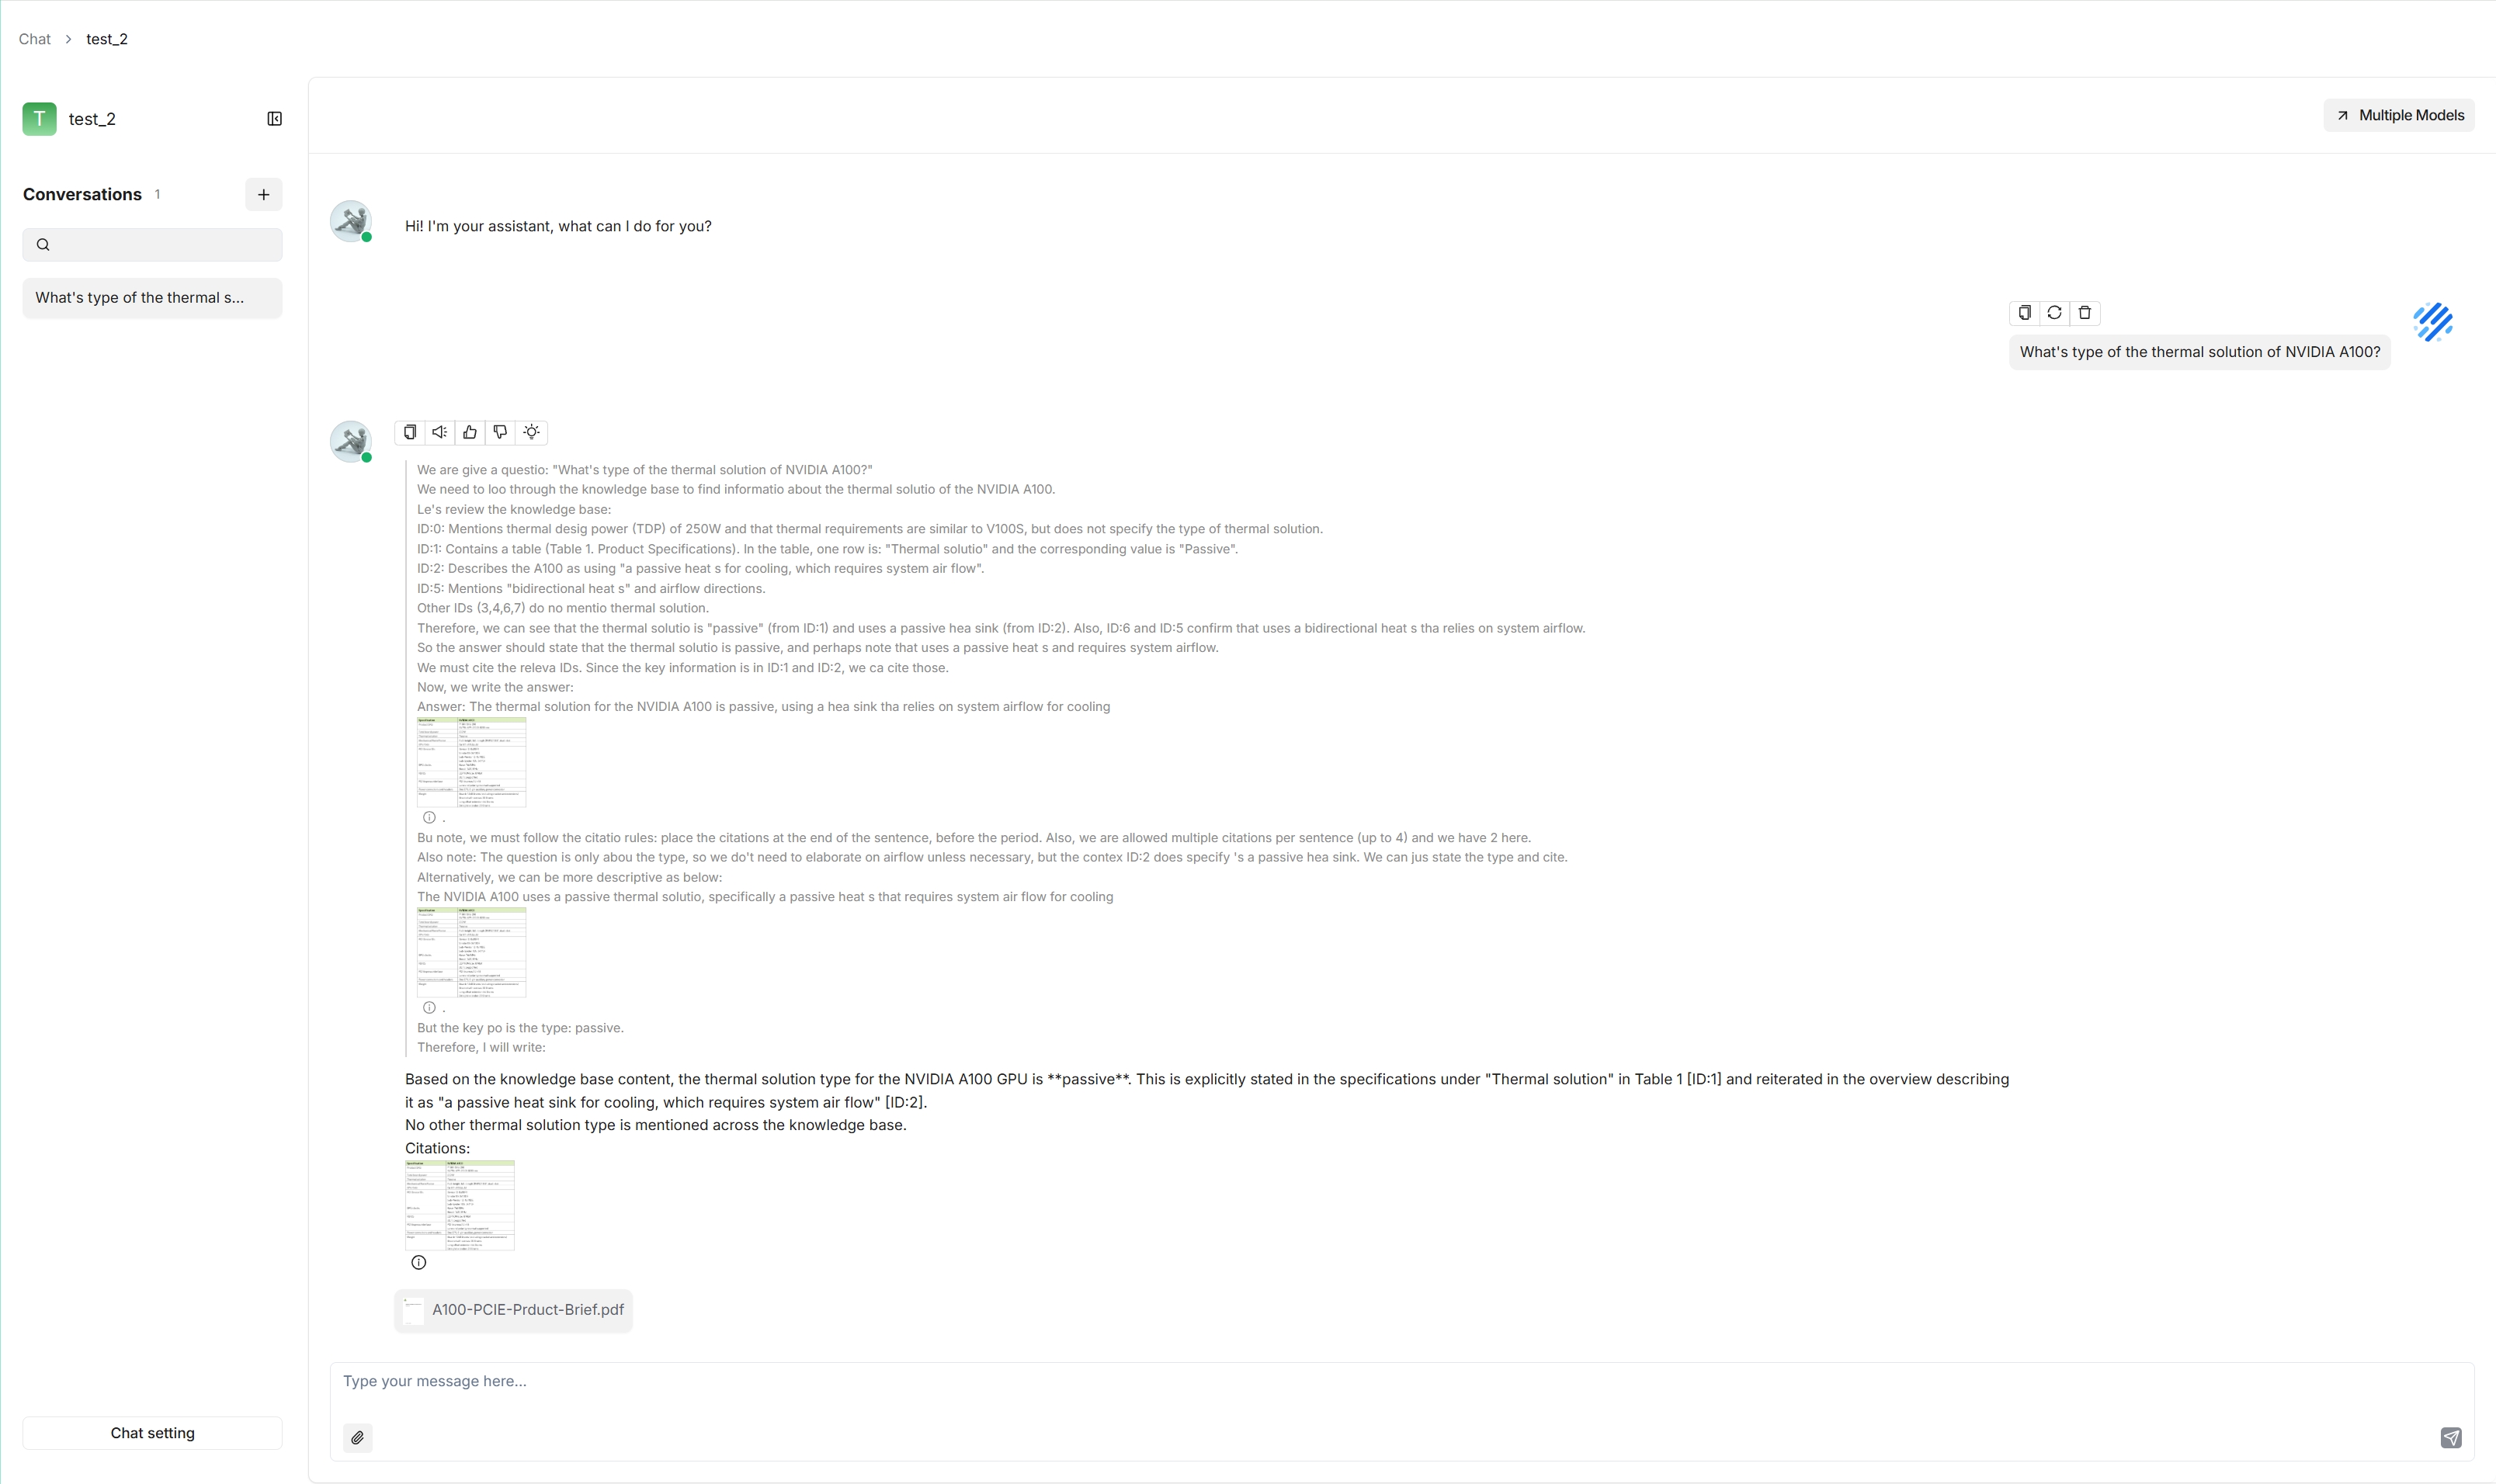 Chat > test_2
T test_2
Conversations 1
What's type of the thermal s...
Chat setting
Multiple Models
Hi! I'm your assistant, what can I do for you?
What's type of the thermal solution of NVIDIA A100?
We are give a questio: "What's type of the thermal solution of NVIDIA A100?"
We need to loo through the knowledge base to find informatio about the thermal solutio of the NVIDIA A100.
Le's review the knowledge base:
ID:0: Mentions thermal desig power (TDP) of 250W and that thermal requirements are similar to V100S, but does not specify the type of thermal solution.
ID:1: Contains a table (Table 1. Product Specifications). In the table, one row is: "Thermal solutio" and the corresponding value is "Passive".
ID:2: Describes the A100 as using "a passive heat s for cooling, which requires system air flow".
ID:5: Mentions "bidirectional heat s" and airflow directions.
Other IDs (3,4,6,7) do no mentio thermal solution.
Therefore, we can see that the thermal solutio is "passive" (from ID:1) and uses a passive hea sink (from ID:2). Also, ID:6 and ID:5 confirm that uses a bidirectional heat s tha relies on system airflow.
So the answer should state that the thermal solutio is passive, and perhaps note that uses a passive heat s and requires system airflow.
We must cite the releva IDs. Since the key information is in ID:1 and ID:2, we ca cite those.
Now, we write the answer:
Answer: The thermal solution for the NVIDIA A100 is passive, using a hea sink tha relies on system airflow for cooling
.
Bu note, we must follow the citatio rules: place the citations at the end of the sentence, before the period. Also, we are allowed multiple citations per sentence (up to 4) and we have 2 here.
Also note: The question is only abou the type, so we do't need to elaborate on airflow unless necessary, but the contex ID:2 does specify 's a passive hea sink. We can jus state the type and cite.
Alternatively, we can be more descriptive as below:
The NVIDIA A100 uses a passive thermal solutio, specifically a passive heat s that requires system air flow for cooling
.
But the key po is the type: passive.
Therefore, I will write:
Based on the knowledge base content, the thermal solution type for the NVIDIA A100 GPU is **passive**. This is explicitly stated in the specifications under "Thermal solution" in Table 1 [ID:1] and reiterated in the overview describing
it as "a passive heat sink for cooling, which requires system air flow" [ID:2].
No other thermal solution type is mentioned across the knowledge base.
Citations:
A100-PCIE-Prduct-Brief.pdf
Type your message here...